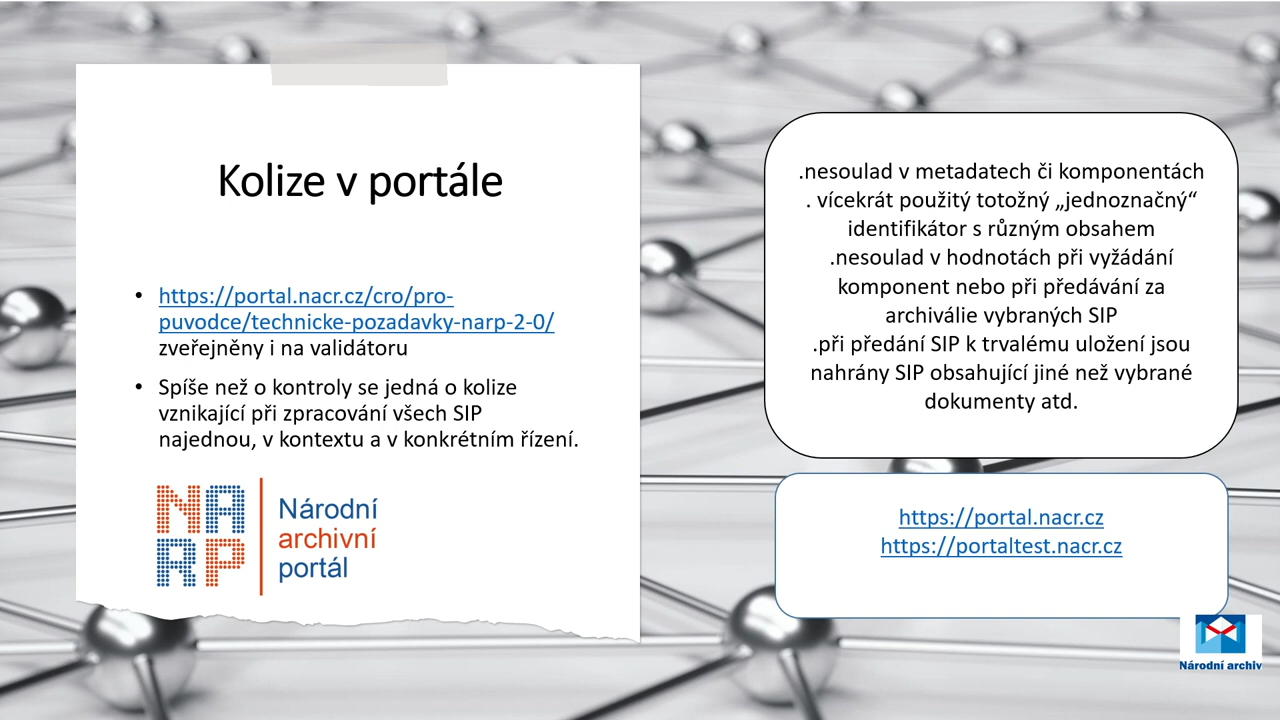 Kolize v portále
• https://portal.nacr.cz/cro/pro-
puvodce/technicke-pozadavky-narp-2-0/
zveřejněny i na validátoru
• Spíše než o kontroly se jedná o kolize
vznikající při zpracování všech SIP
najednou, v kontextu a v konkrétním řízení.
NA
RP
Národní
archivní
portál
.nesoulad v metadatech či komponentách
. vícekrát použitý totožný „jednoznačný“
identifikátor s různým obsahem
.nesoulad v hodnotách při vyžádání
komponent nebo při předávání za
archiválie vybraných SIP
.při předání SIP k trvalému uložení jsou
nahrány SIP obsahující jiné než vybrané
dokumenty atd.
https://portal.nacr.cz
https://portaltest.nacr.cz
Národní archiv